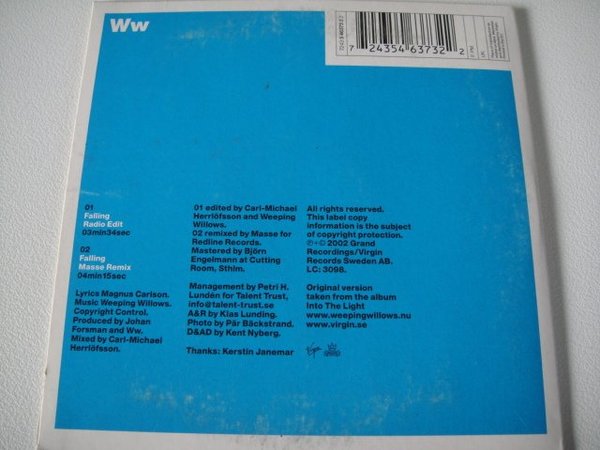 Ww
7 24354 63732 2
01
Falling
Radio Edit
03min34sec
02
Falling
Masse Remix
04min15sec
Lyrics Magnus Carlson.
Music Weeping Willows.
Copyright Control.
Produced by Johan
Forsman and Ww.
Mixed by Carl-Michael
Herrlöfsson.
01 edited by Carl-Michael
Herrlöfsson and Weeping
Willows.
02 remixed by Masse for
Redline Records.
Mastered by Björn
Engelmann at Cutting
Room, Sthlm.
Management by Petri H.
Lundén for Talent Trust,
info@talent-trust.se
A&R by Klas Lunding.
Photo by Pär Bäckstrand.
D&AD by Kent Nyberg.
Thanks: Kerstin Janemar
All rights reserved.
This label copy
information is the subject
of copyright protection.
℗+© 2002 Grand
Recordings/Virgin
Records Sweden AB.
LC: 3098.
Original version
taken from the album
Into The Light
www.weepingwillows.nu
www.virgin.se
Virgin